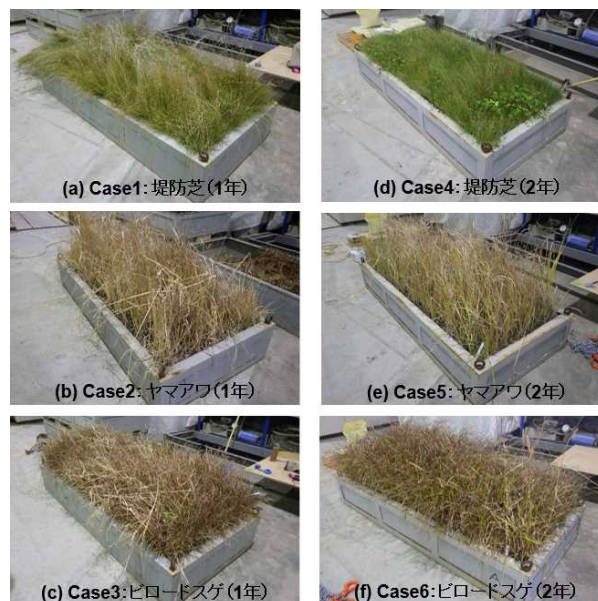 (a) Case1: 堤防芝(1年)
(d) Case4: 堤防芝(2年)
(b) Case2: ヤマアワ(1年)
(e) Case5: ヤマアワ(2年)
(c) Case3:ビロードスゲ(1年)
(f) Case6:ビロードスゲ(2年)